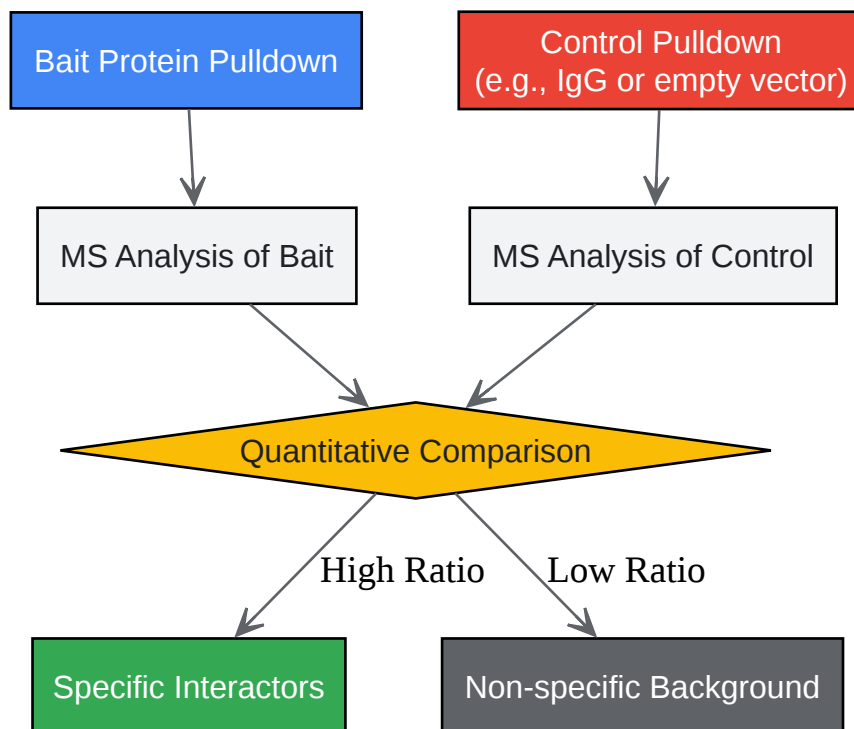 Bait Protein Pulldown
Control Pulldown
(e.g., IgG or empty vector)
MS Analysis of Bait
MS Analysis of Control
Quantitative Comparison
High Ratio
Low Ratio
Specific Interactors
Non-specific Background